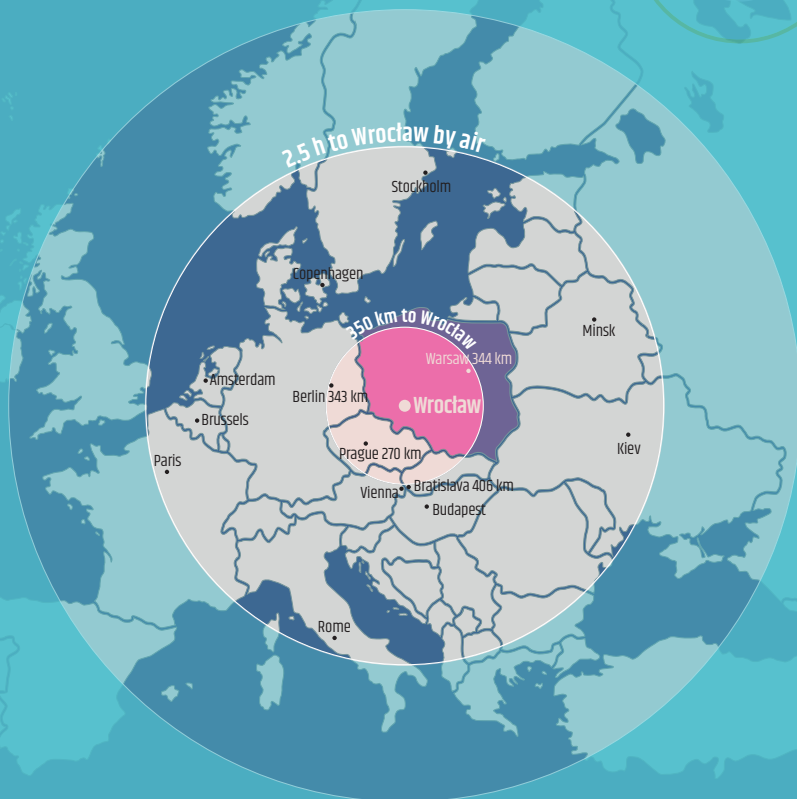 2.5 h to Wrocław by air
Stockholm
Copenhagen
350 km to Wrocław
Minsk
Warsaw 344 km
Amsterdam
Berlin 343 km
Wrocław
Brussels
Kiev
Prague 270 km
Paris
Bratislava 406 km
Vienna
Budapest
Rome